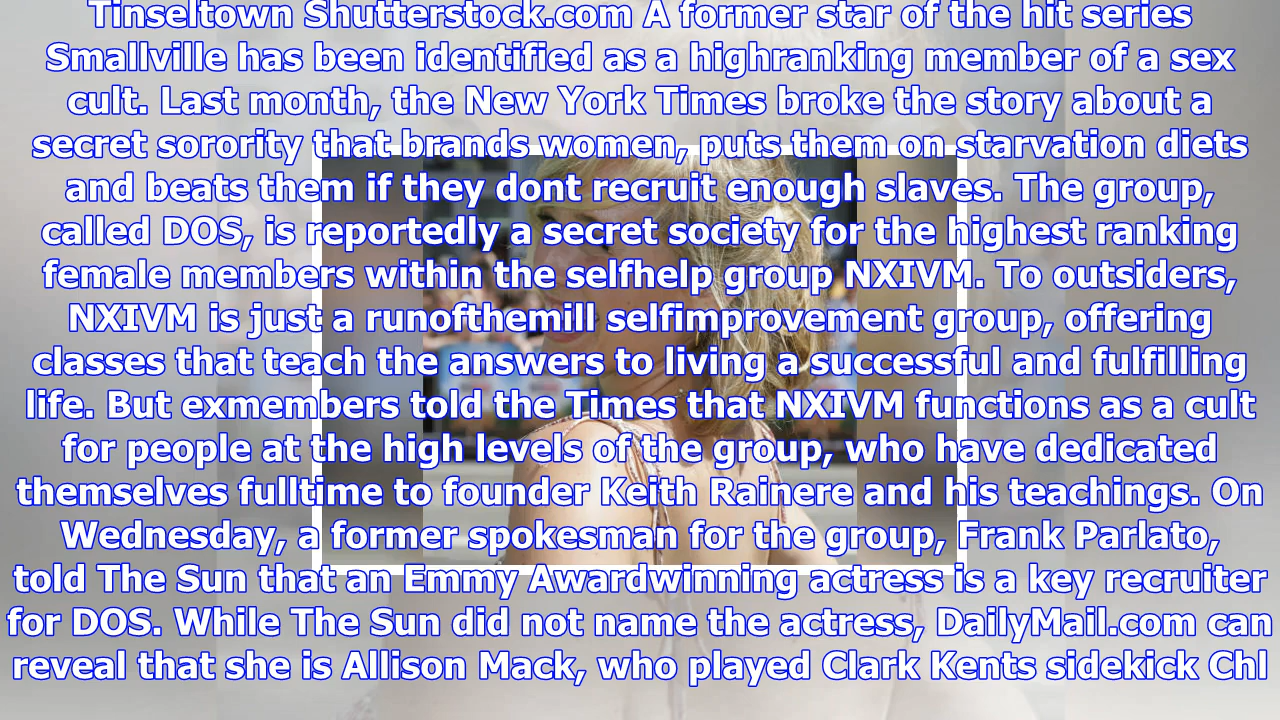 Tinseltown Shutterstock.com A former star of the hit series
Smallville has been identified as a highranking member of a sex
cult. Last month, the New York Times broke the story about a
secret sorority that brands women, puts them on starvation diets
and beats them if they dont recruit enough slaves. The group,
called DOS, is reportedly a secret society for the highest ranking
female members within the selfhelp group NXIVM. To outsiders,
NXIVM is just a runofthemill selfimprovement group, offering
classes that teach the answers to living a successful and fulfilling
life. But exmembers told the Times that NXIVM functions as a cult
for people at the high levels of the group, who have dedicated
themselves fulltime to founder Keith Rainere and his teachings. On
Wednesday, a former spokesman for the group, Frank Parlato,
told The Sun that an Emmy Awardwinning actress is a key recruiter
for DOS. While The Sun did not name the actress, DailyMail.com can
reveal that she is Allison Mack, who played Clark Kents sidekick Chl